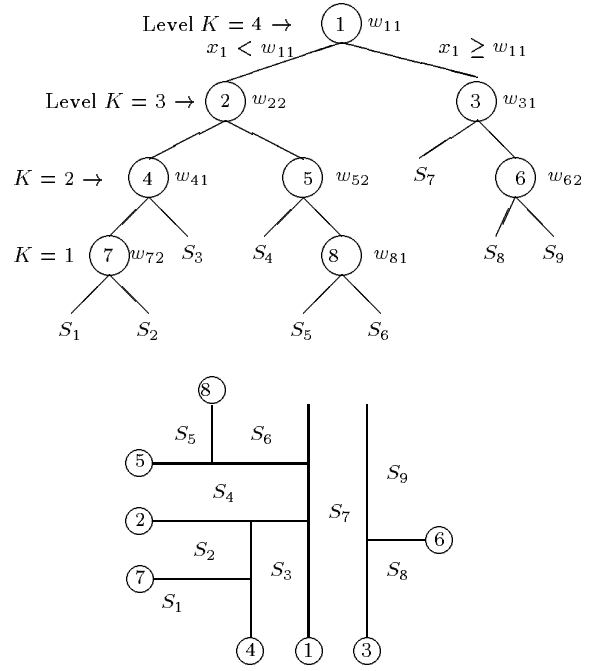 Level K = 4 → 1 w₁₁
x₁ < w₁₁ x₁ ≥ w₁₁
Level K = 3 → 2 w₂₂ 3 w₃₁
K = 2 → 4 w₄₁ 5 w₅₂ S₇ 6 w₆₂
K = 1 7 w₇₂ S₃ S₄ 8 w₈₁ S₈ S₉
S₁ S₂ S₅ S₆
8
S₅ S₆
5 S₉
S₄
2 S₇
6
S₂
7 S₃ S₈
S₁
4 1 3